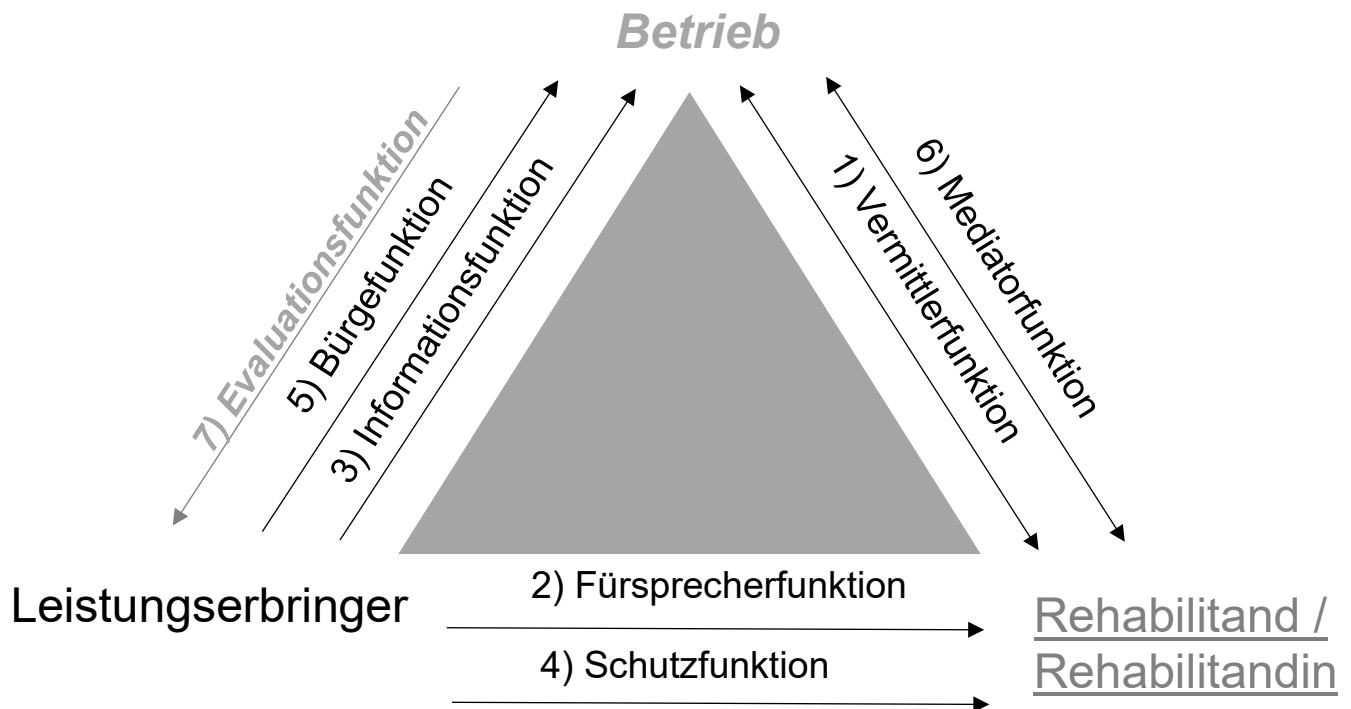 Betrieb
7) Evaluationsfunktion
5) Bürgefunktion
3) Informationsfunktion
1) Vermittlerfunktion
6) Mediatorfunktion
Leistungserbringer
2) Fürsprecherfunktion
4) Schutzfunktion
Rehabilitand /
Rehabilitandin